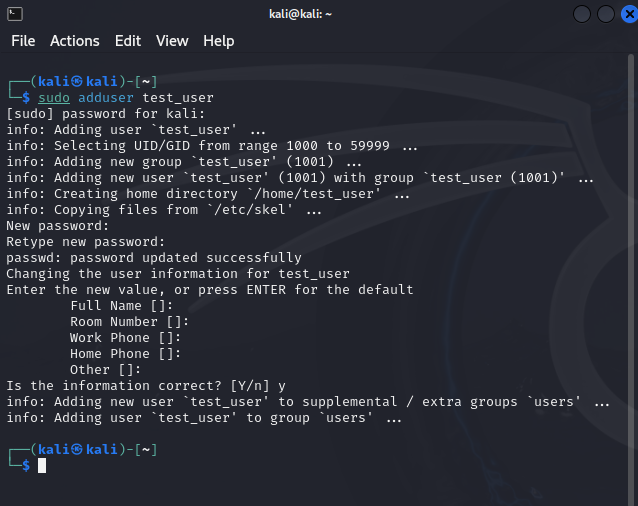 kali@kali: ~
File Actions Edit View Help
┌──(kali㉿kali)-[~]
└─$ sudo adduser test_user
[sudo] password for kali:
info: Adding user `test_user' ...
info: Selecting UID/GID from range 1000 to 59999 ...
info: Adding new group `test_user' (1001) ...
info: Adding new user `test_user' (1001) with group `test_user (1001)' ...
info: Creating home directory `/home/test_user' ...
info: Copying files from `/etc/skel' ...
New password:
Retype new password:
passwd: password updated successfully
Changing the user information for test_user
Enter the new value, or press ENTER for the default
Full Name []:
Room Number []:
Work Phone []:
Home Phone []:
Other []:
Is the information correct? [Y/n] y
info: Adding new user `test_user' to supplemental / extra groups `users' ...
info: Adding user `test_user' to group `users' ...
┌──(kali㉿kali)-[~]
└─$